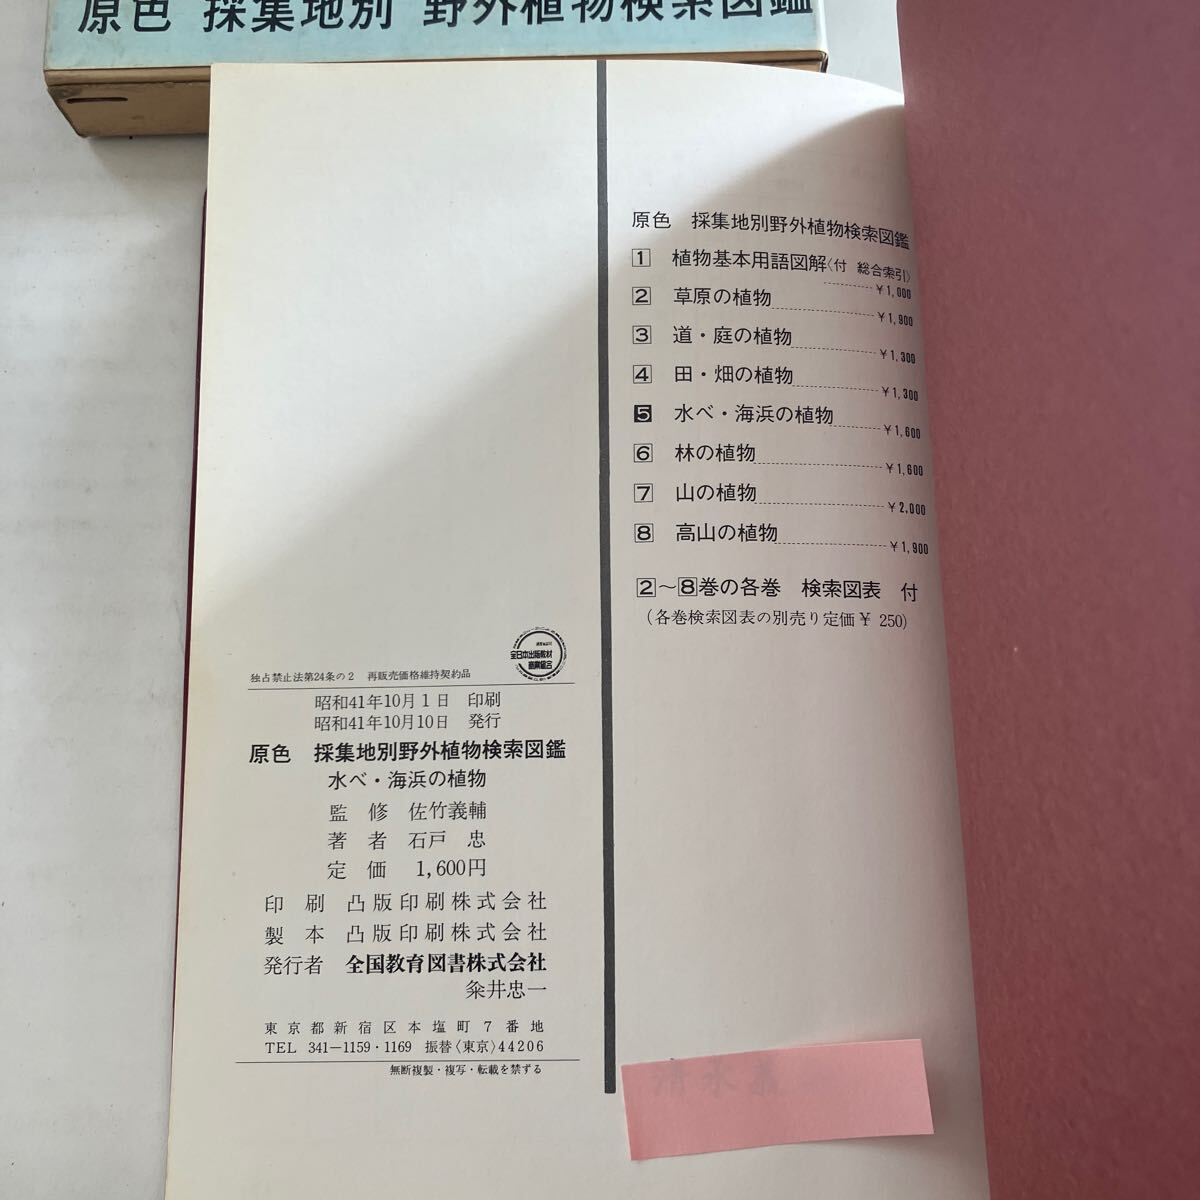 原色 採集地別 野外植物検索図鑑
原色 採集地別野外植物検索図鑑
1 植物基本用語図解〈付 総合索引〉
¥1,000
2 草原の植物 ¥1,900
3 道・庭の植物 ¥1,300
4 田・畑の植物 ¥1,300
5 水べ・海浜の植物 ¥1,600
6 林の植物 ¥1,600
7 山の植物 ¥2,000
8 高山の植物 ¥1,900
2〜8巻の各巻 検索図表 付
(各巻検索図表の別売り定価¥ 250)
全日本出版教材
商業組合
独占禁止法第24条の2 再販売価格維持契約品
昭和41年10月1日 印刷
昭和41年10月10日 発行
原色 採集地別野外植物検索図鑑
水べ・海浜の植物
監修 佐竹義輔
著者 石戸 忠
定価 1,600円
印刷 凸版印刷株式会社
製本 凸版印刷株式会社
発行者 全国教育図書株式会社
粂井忠一
東京都新宿区本塩町7番地
TEL 341-1159・1169 振替〈東京〉44206
無断複製・複写・転載を禁ずる